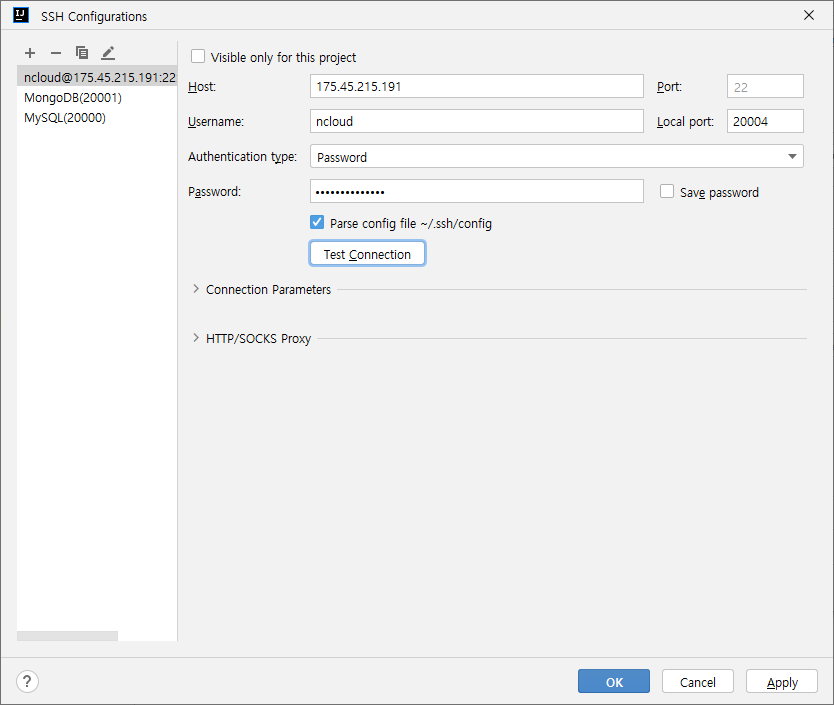 IJ SSH Configurations
ncloud@175.45.215.191:22
MongoDB(20001)
MySQL(20000)
Visible only for this project
Host: 175.45.215.191 Port: 22
Username: ncloud Local port: 20004
Authentication type: Password
Password: •••••••••••••• Save password
Parse config file ~/.ssh/config
Test Connection
Connection Parameters
HTTP/SOCKS Proxy
? OK Cancel Apply